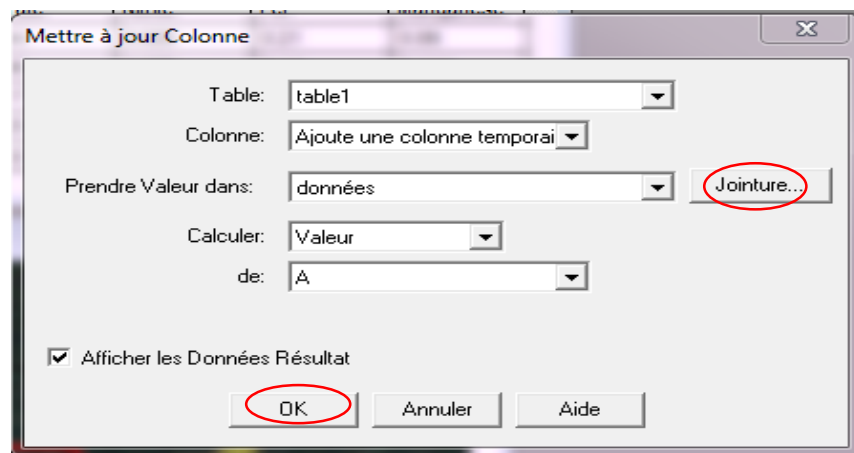 Mettre à jour Colonne
Table: table1
Colonne: Ajoute une colonne temporai
Prendre Valeur dans: données Jointure...
Calculer: Valeur
de: A
Afficher les Données Résultat
OK Annuler Aide